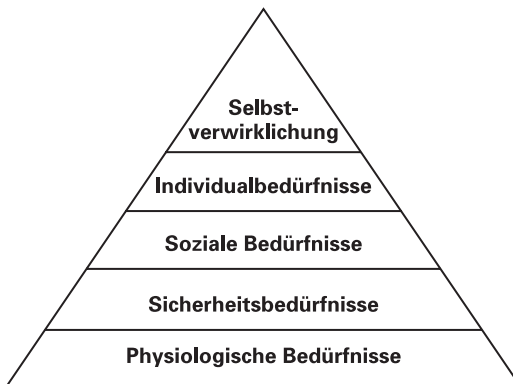 Selbst-
verwirklichung
Individualbedürfnisse
Soziale Bedürfnisse
Sicherheitsbedürfnisse
Physiologische Bedürfnisse